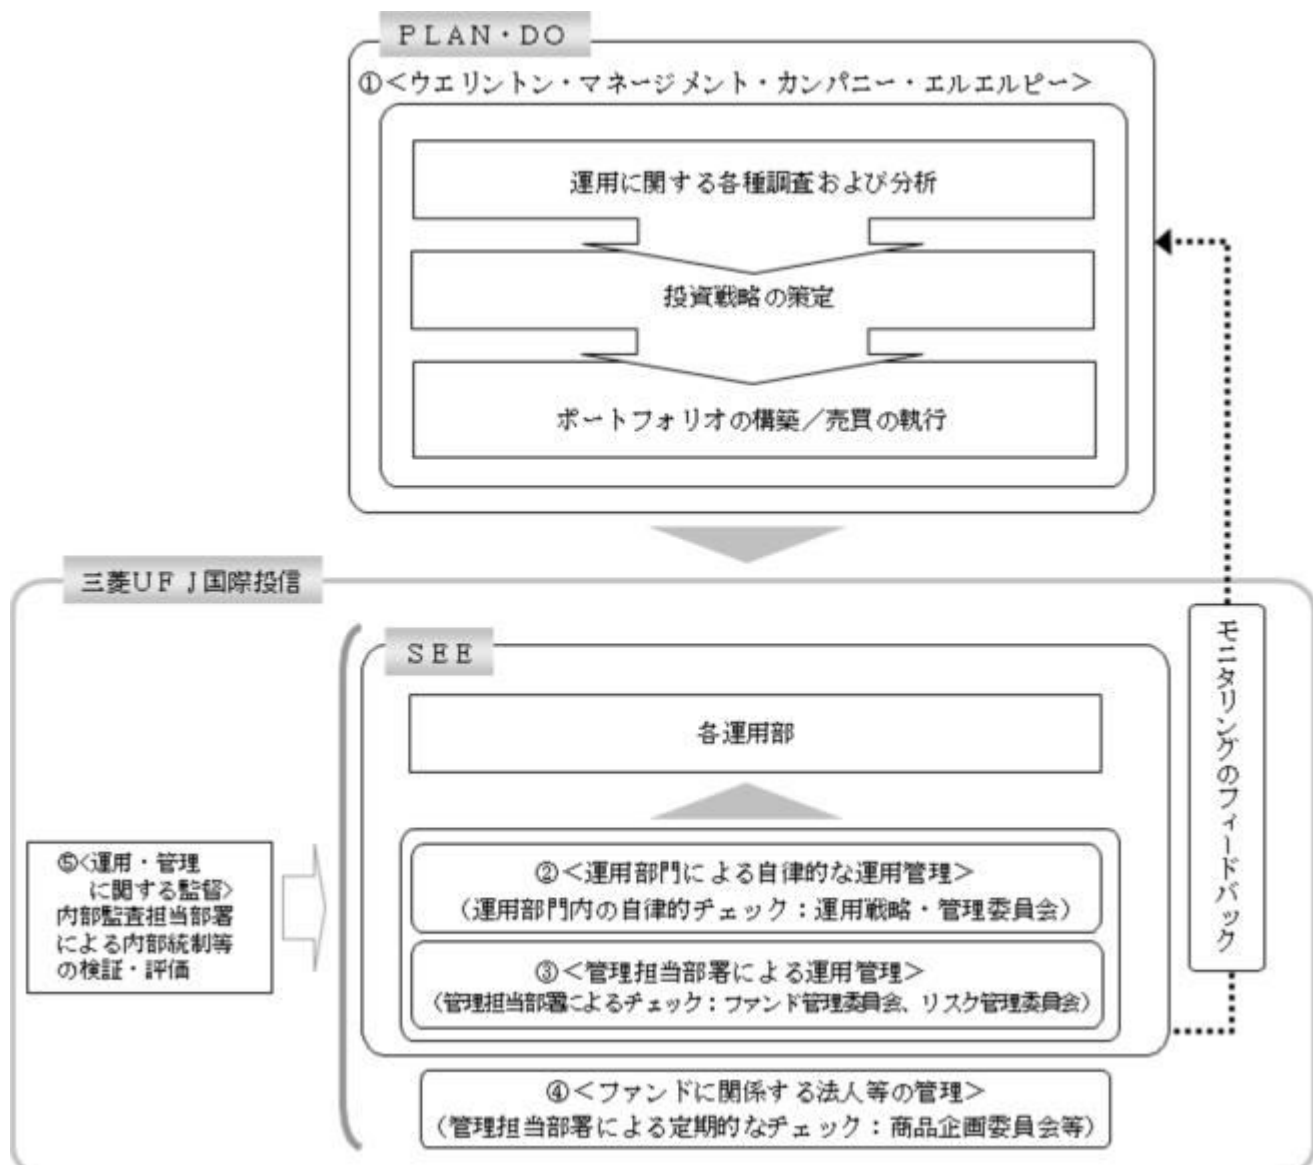 ＰＬＡＮ・ＤＯ
①＜ウエリントン・マネージメント・カンパニー・エルエルピー＞
運用に関する各種調査および分析
投資戦略の策定
ポートフォリオの構築／売買の執行
三菱ＵＦＪ国際投信
ＳＥＥ
各運用部
モニタリングのフィードバック
②＜運用部門による自律的な運用管理＞
（運用部門内の自律的チェック：運用戦略・管理委員会）
③＜管理担当部署による運用管理＞
（管理担当部署によるチェック：ファンド管理委員会、リスク管理委員会）
④＜ファンドに関係する法人等の管理＞
（管理担当部署による定期的なチェック：商品企画委員会等）
⑤＜運用・管理
に関する監督＞
内部監査担当部署
による内部統制等
の検証・評価